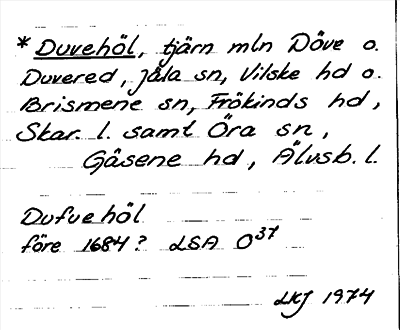 *Duvehöl, tjärn mln Döve o.
Duvered, Jäla sn, Vilske hd o.
Brismene sn, Frökinds hd,
Skar. l. samt Öra sn,
Gäsene hd, Älvsb. l.
Dufvehöl
före 1684? LSA O37
LKJ 1974